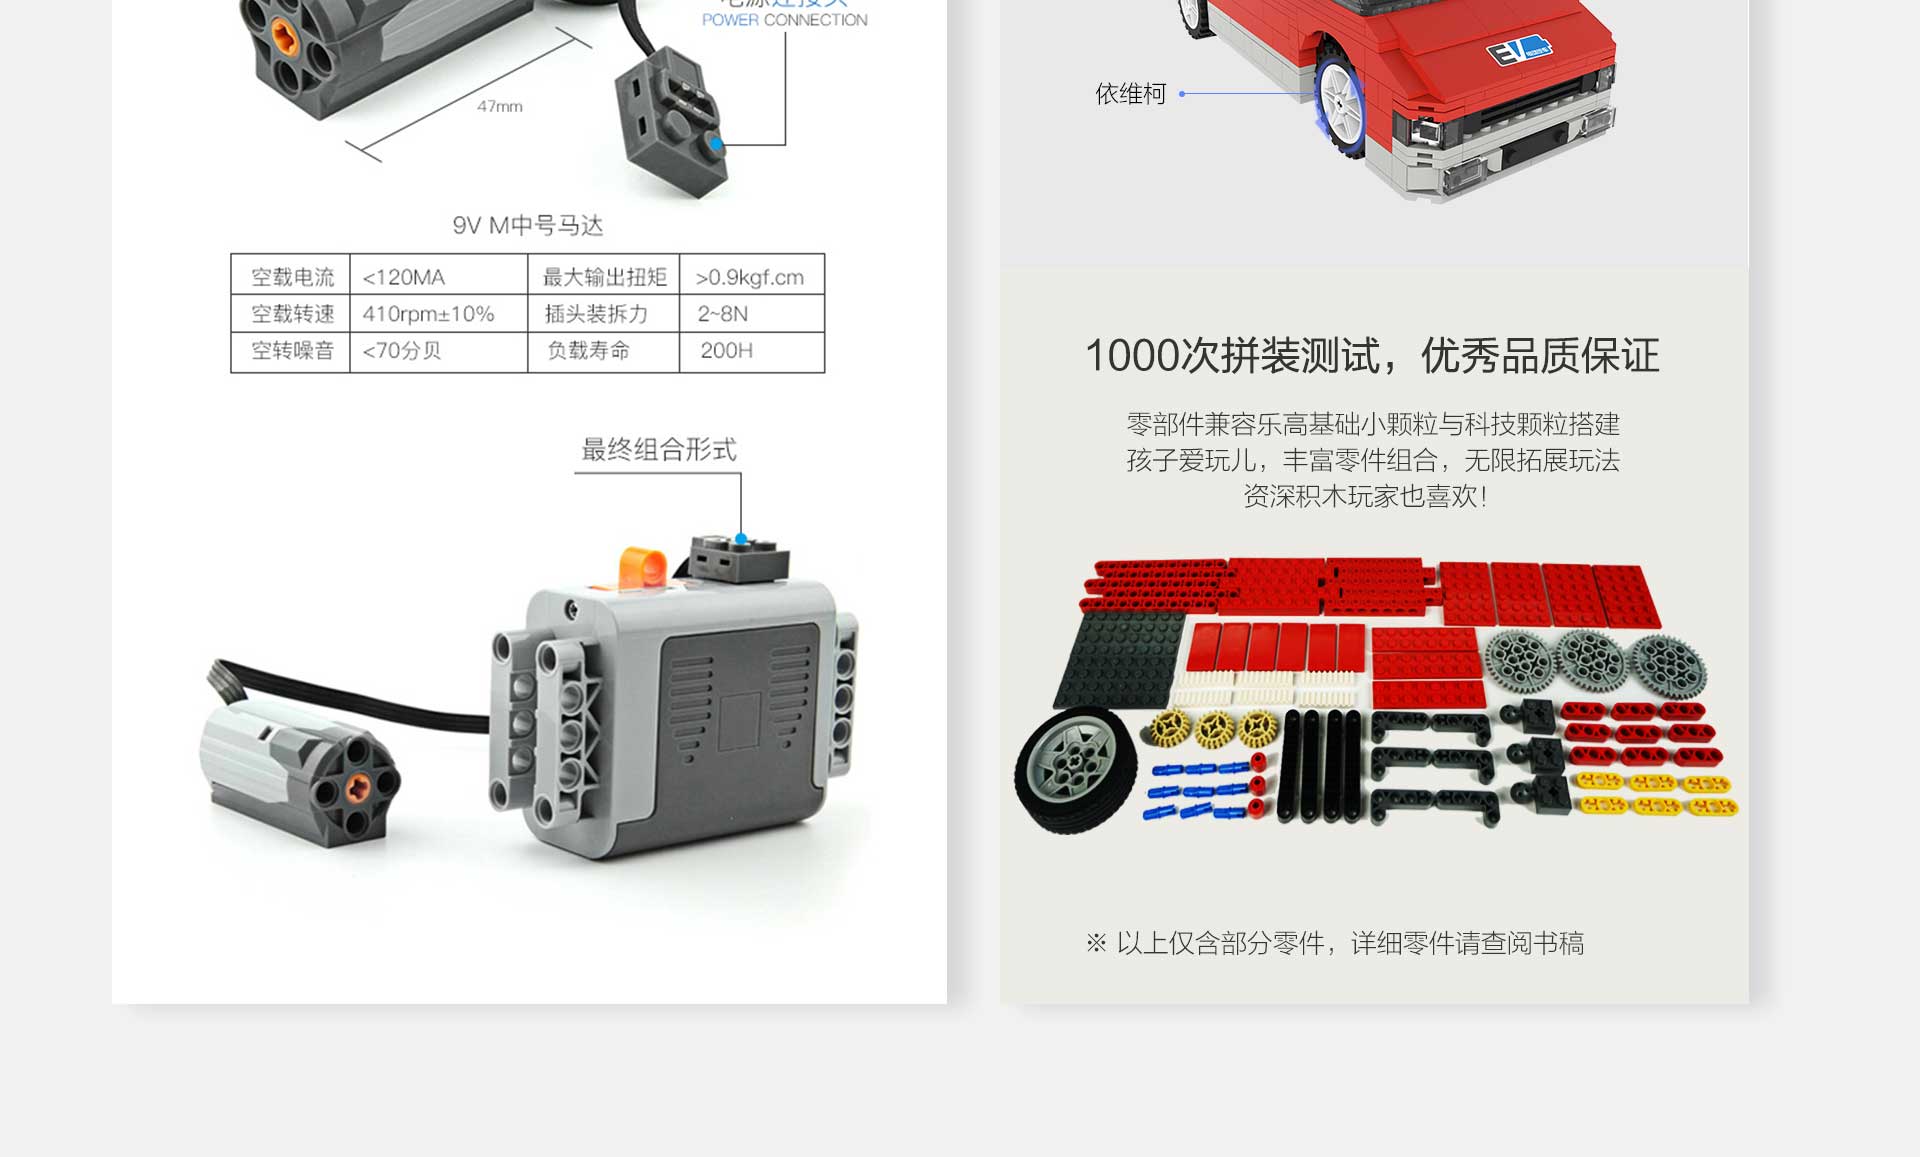 电源连接头
POWER CONNECTION
47mm
9V M中号马达
空载电流 <120MA 最大输出扭矩 >0.9kgf.cm
空载转速 410rpm±10% 插头装拆力 2~8N
空转噪音 <70分贝 负载寿命 200H
最终组合形式
EV
依维柯
1000次拼装测试，优秀品质保证
零部件兼容乐高基础小颗粒与科技颗粒搭建
孩子爱玩儿，丰富零件组合，无限拓展玩法
资深积木玩家也喜欢！
※ 以上仅含部分零件，详细零件请查阅书稿